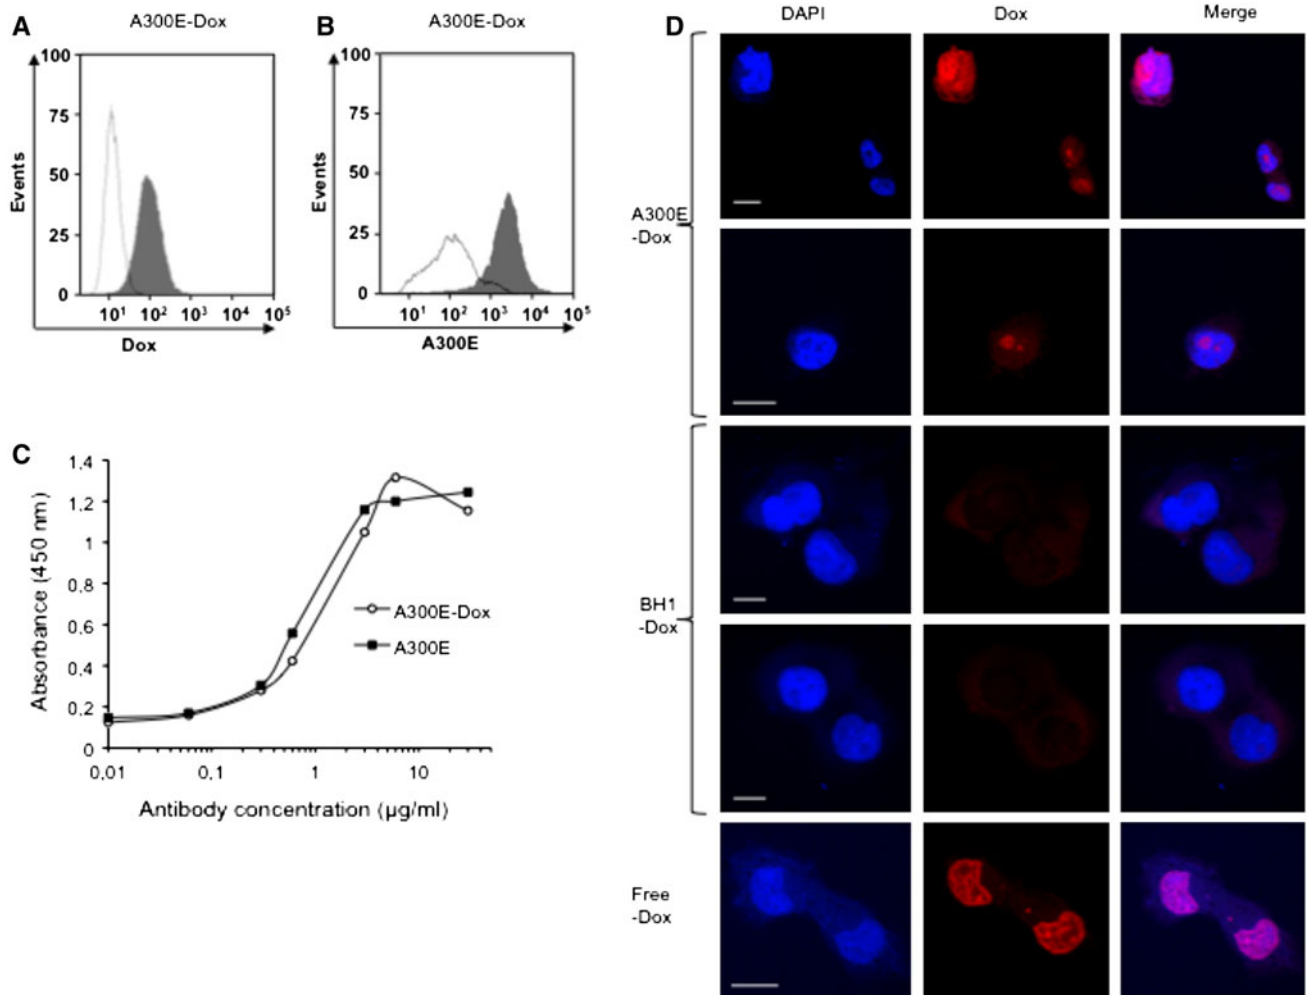 A
A300E-Dox
100
75
50
25
0
Events
10¹ 10² 10³ 10⁴ 10⁵
Dox
B
A300E-Dox
100
75
50
25
0
Events
10¹ 10² 10³ 10⁴ 10⁵
A300E
C
1.4
1.2
1
0.8
0.6
0.4
0.2
0
Absorbance (450 nm)
A300E-Dox
A300E
0.01 0.1 1 10
Antibody concentration (µg/ml)
D
DAPI Dox Merge
A300E
-Dox
BH1
-Dox
Free
-Dox